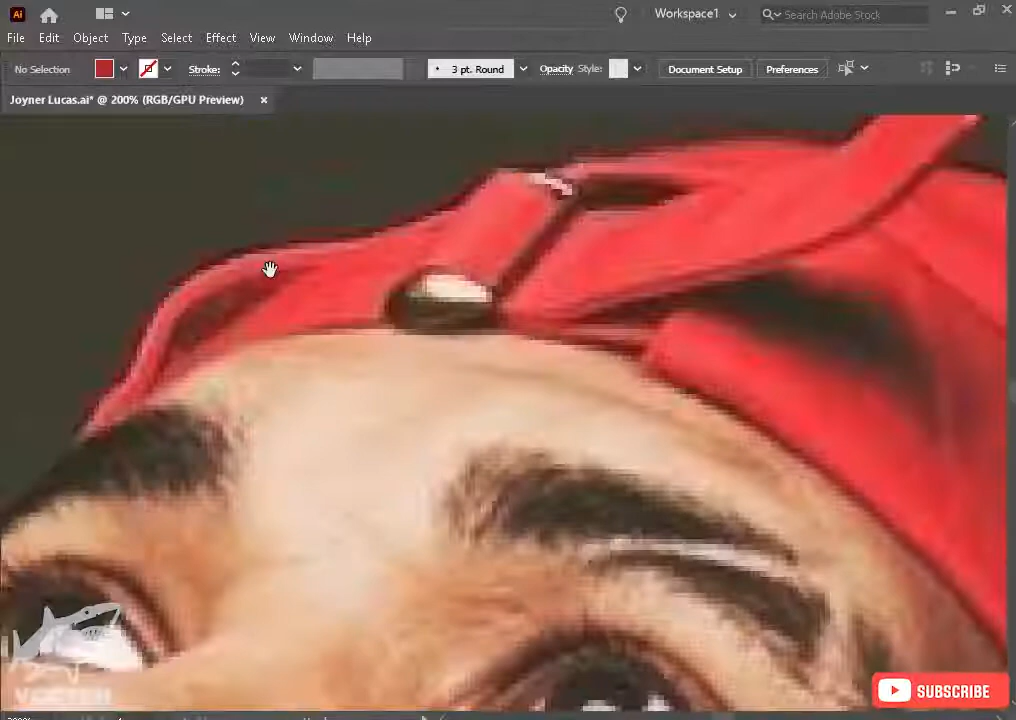 Ai
Workspace1
Search Adobe Stock
File Edit Object Type Select Effect View Window Help
No Selection Stroke: 3 pt. Round Opacity Style: Document Setup Preferences
Joyner Lucas.ai* @ 200% (RGB/GPU Preview) ×
SUBSCRIBE